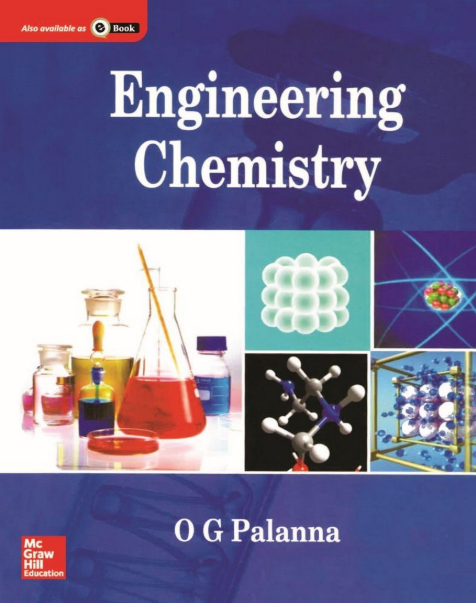 Also available as e Book
Engineering
Chemistry
O G Palanna
Mc
Graw
Hill
Education